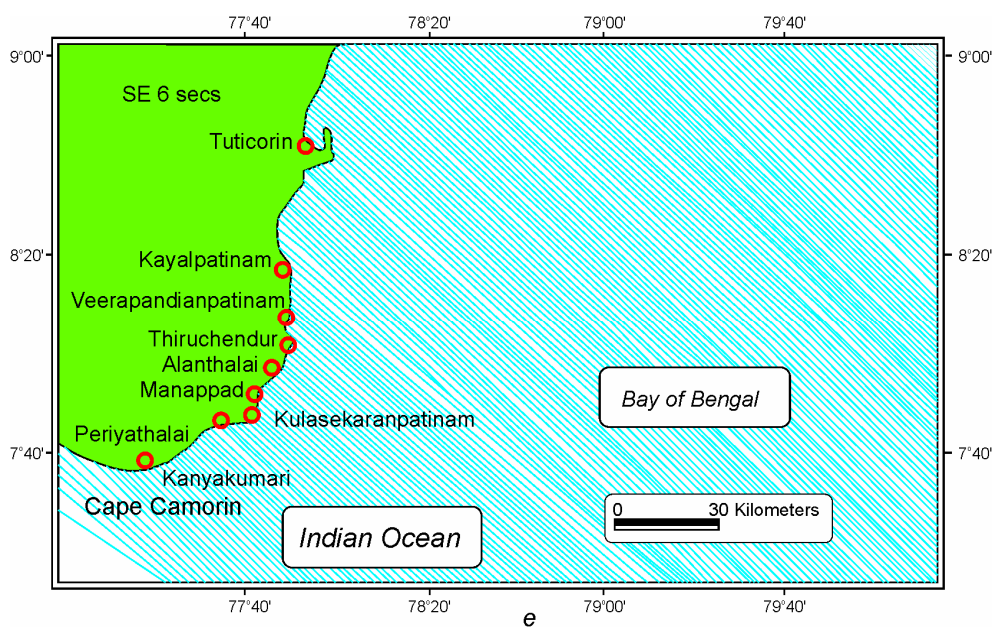 77°40' 78°20' 79°00' 79°40'
9°00' 9°00'
SE 6 secs
Tuticorin
8°20' 8°20'
Kayalpatinam
Veerapandianpatinam
Thiruchendur
Alanthalai
Manappad
Bay of Bengal
Kulasekaranpatinam
Periyathalai
7°40' 7°40'
Kanyakumari
Cape Camorin
0 30 Kilometers
Indian Ocean
77°40' 78°20' 79°00' 79°40'
e